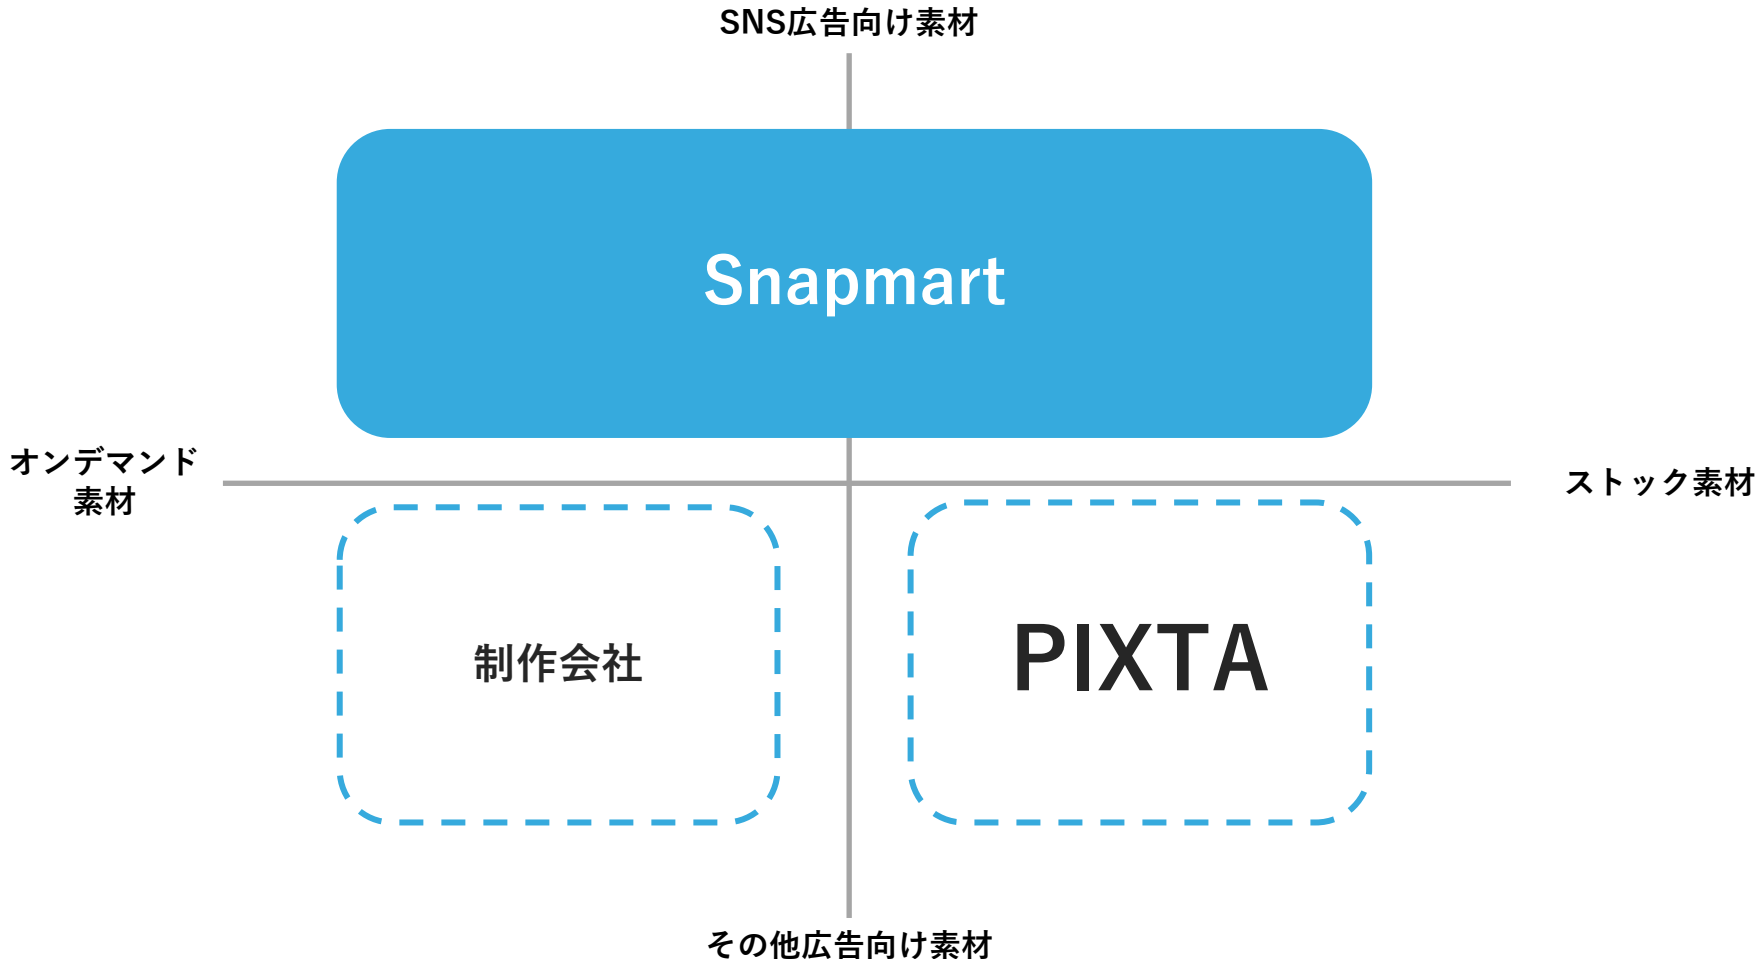 SNS広告向け素材
Snapmart
オンデマンド
素材
ストック素材
制作会社
PIXTA
その他広告向け素材